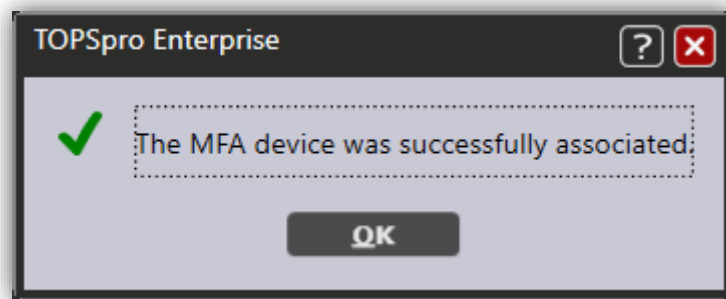 TOPSpro Enterprise
?
The MFA device was successfully associated.
OK